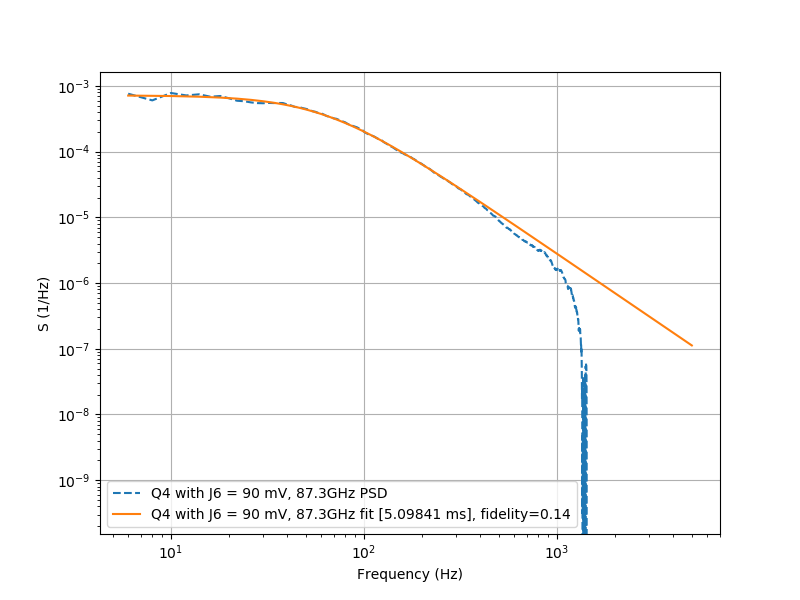 10⁻³
10⁻⁴
10⁻⁵
10⁻⁶
10⁻⁷
10⁻⁸
10⁻⁹
S (1/Hz)
Q4 with J6 = 90 mV, 87.3GHz PSD
Q4 with J6 = 90 mV, 87.3GHz fit [5.09841 ms], fidelity=0.14
10¹
10²
10³
Frequency (Hz)